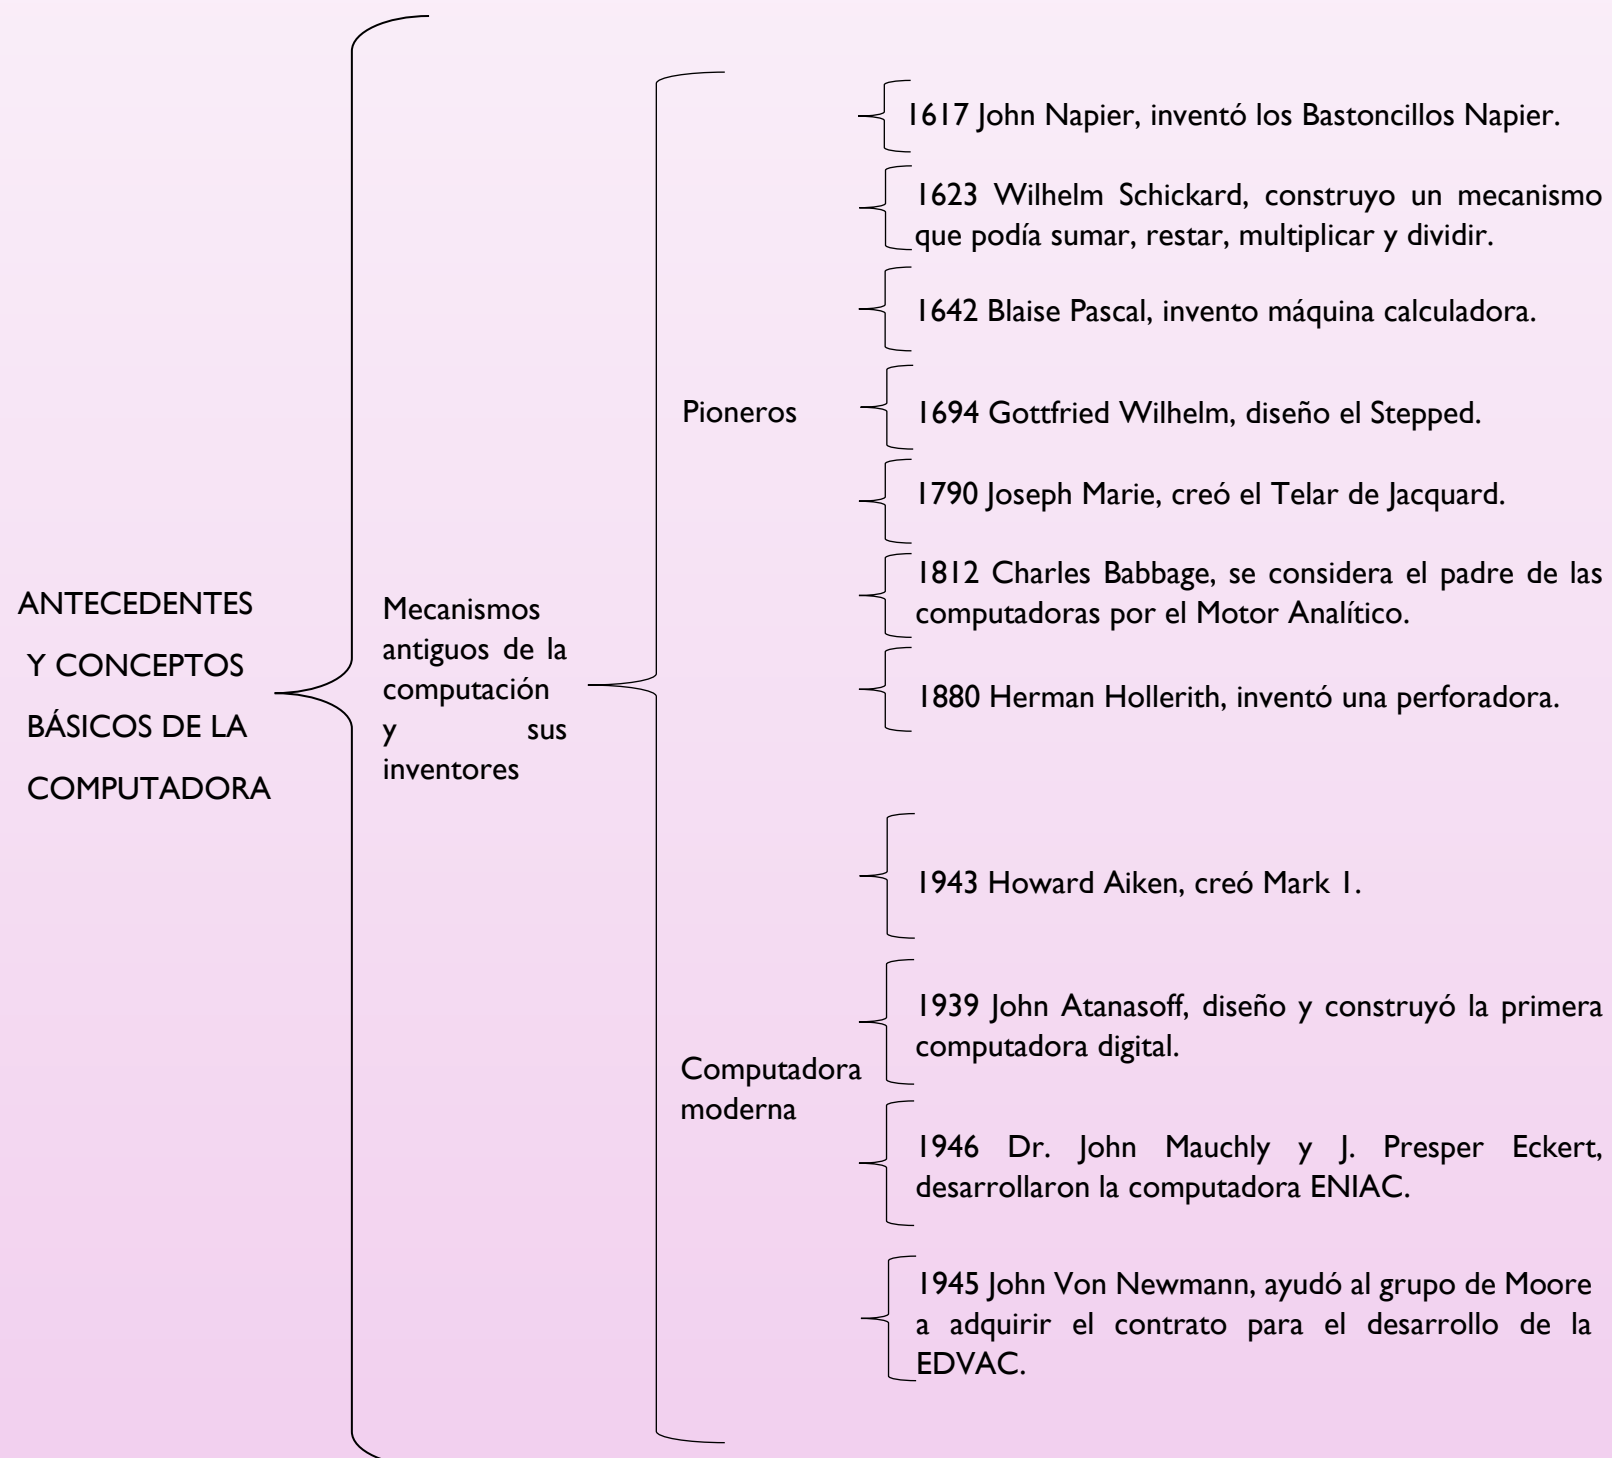 ANTECEDENTES
Y CONCEPTOS
BÁSICOS DE LA
COMPUTADORA
Mecanismos
antiguos de la
computación
y sus
inventores
Pioneros
1617 John Napier, inventó los Bastoncillos Napier.
1623 Wilhelm Schickard, construyo un mecanismo
que podía sumar, restar, multiplicar y dividir.
1642 Blaise Pascal, invento máquina calculadora.
1694 Gottfried Wilhelm, diseño el Stepped.
1790 Joseph Marie, creó el Telar de Jacquard.
1812 Charles Babbage, se considera el padre de las
computadoras por el Motor Analítico.
1880 Herman Hollerith, inventó una perforadora.
Computadora
moderna
1943 Howard Aiken, creó Mark 1.
1939 John Atanasoff, diseño y construyó la primera
computadora digital.
1946 Dr. John Mauchly y J. Presper Eckert,
desarrollaron la computadora ENIAC.
1945 John Von Newmann, ayudó al grupo de Moore
a adquirir el contrato para el desarrollo de la
EDVAC.